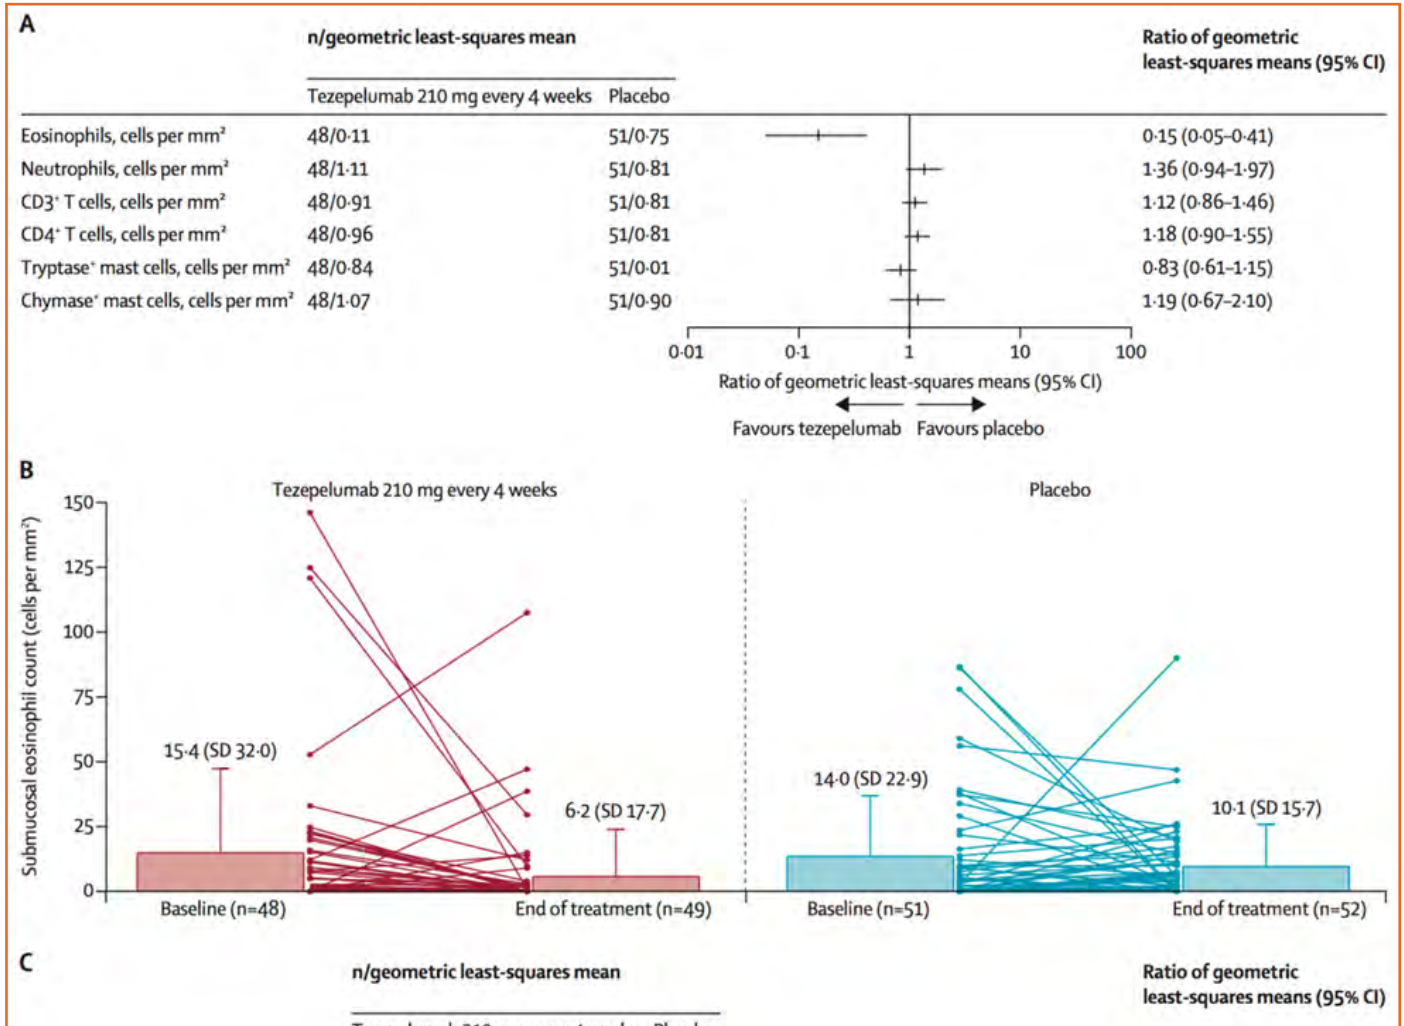 A
n/geometric least-squares mean
Ratio of geometric
least-squares means (95% CI)
Tezepelumab 210 mg every 4 weeks Placebo
Eosinophils, cells per mm² 48/0·11 51/0·75 0·15 (0·05–0·41)
Neutrophils, cells per mm² 48/1·11 51/0·81 1·36 (0·94–1·97)
CD3⁺ T cells, cells per mm² 48/0·91 51/0·81 1·12 (0·86–1·46)
CD4⁺ T cells, cells per mm² 48/0·96 51/0·81 1·18 (0·90–1·55)
Tryptase⁺ mast cells, cells per mm² 48/0·84 51/0·01 0·83 (0·61–1·15)
Chymase⁺ mast cells, cells per mm² 48/1·07 51/0·90 1·19 (0·67–2·10)
0·01 0·1 1 10 100
Ratio of geometric least-squares means (95% CI)
Favours tezepelumab Favours placebo
B
Tezepelumab 210 mg every 4 weeks Placebo
Submucosal eosinophil count (cells per mm²)
150
125
100
75
50
25
0
15·4 (SD 32·0)
6·2 (SD 17·7)
14·0 (SD 22·9)
10·1 (SD 15·7)
Baseline (n=48) End of treatment (n=49) Baseline (n=51) End of treatment (n=52)
C
n/geometric least-squares mean
Ratio of geometric
least-squares means (95% CI)